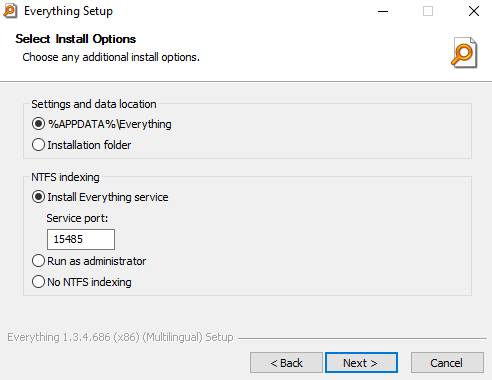 Everything Setup
Select Install Options
Choose any additional install options.
Settings and data location
%APPDATA%\Everything
Installation folder
NTFS indexing
Install Everything service
Service port:
15485
Run as administrator
No NTFS indexing
Everything 1.3.4.686 (x86) (Multilingual) Setup
< Back Next > Cancel